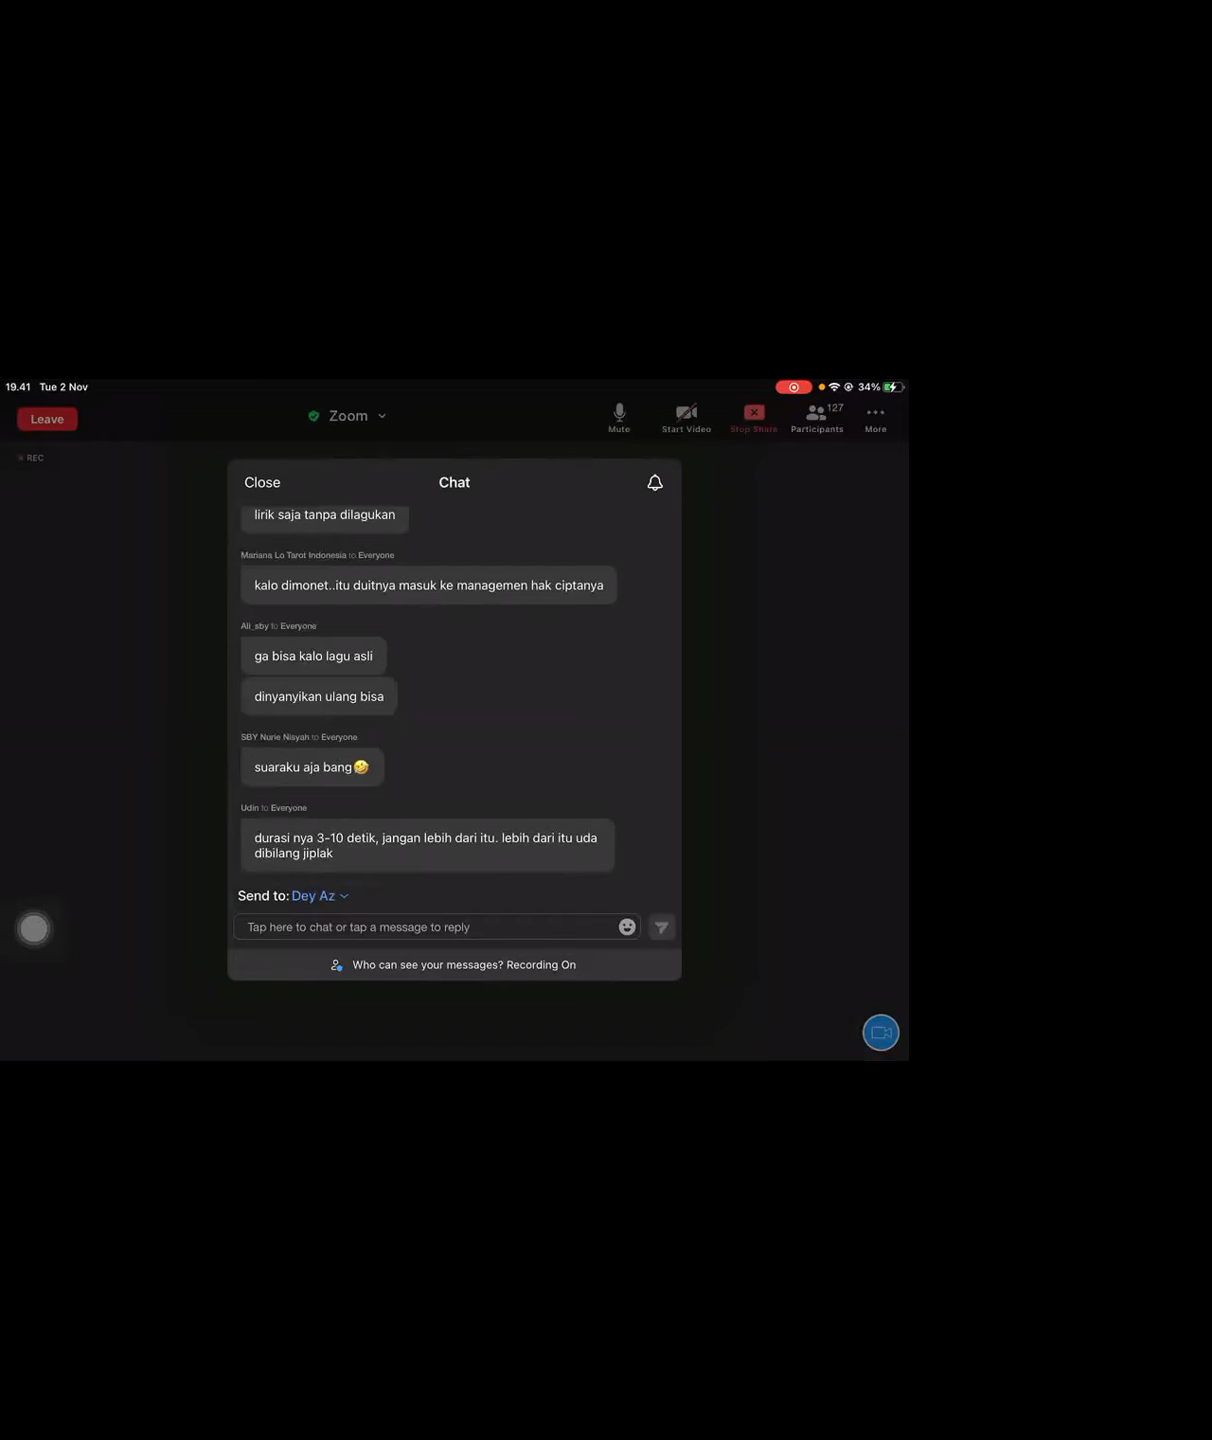 19.41 Tue 2 Nov
34%
Leave
Zoom
Mute
Start Video
Stop Share
127
Participants
More
REC
Close
Chat
lirik saja tanpa dilagukan
Mariana Lo Tarot Indonesia to Everyone
kalo dimonet..itu duitnya masuk ke managemen hak ciptanya
Ali_sby to Everyone
ga bisa kalo lagu asli
dinyanyikan ulang bisa
SBY Nurie Nisyah to Everyone
suaraku aja bang🤣
Udin to Everyone
durasi nya 3-10 detik, jangan lebih dari itu. lebih dari itu uda
dibilang jiplak
Send to: Dey Az
Tap here to chat or tap a message to reply
Who can see your messages? Recording On